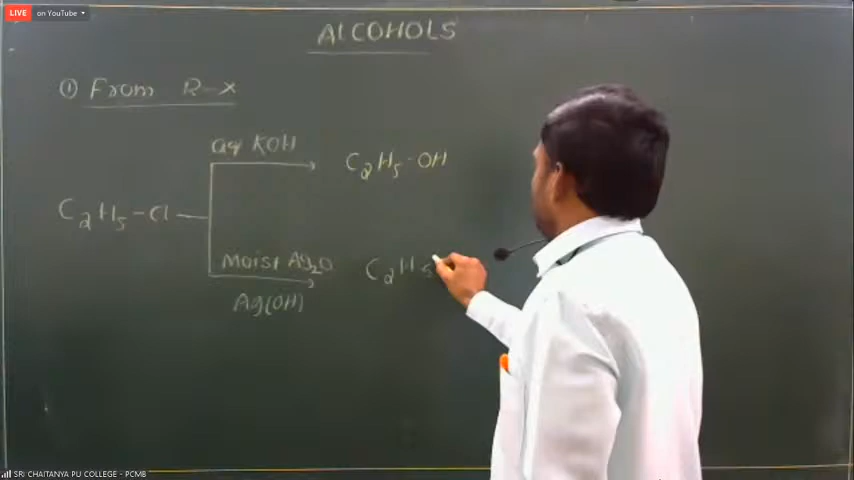 LIVE on YouTube
ALCOHOLS
① From R-X
aq KOH
C2H5-OH
C2H5-Cl
Moist Ag2O
C2H5
Ag(OH)
SRI CHAITANYA PU COLLEGE - PCMB